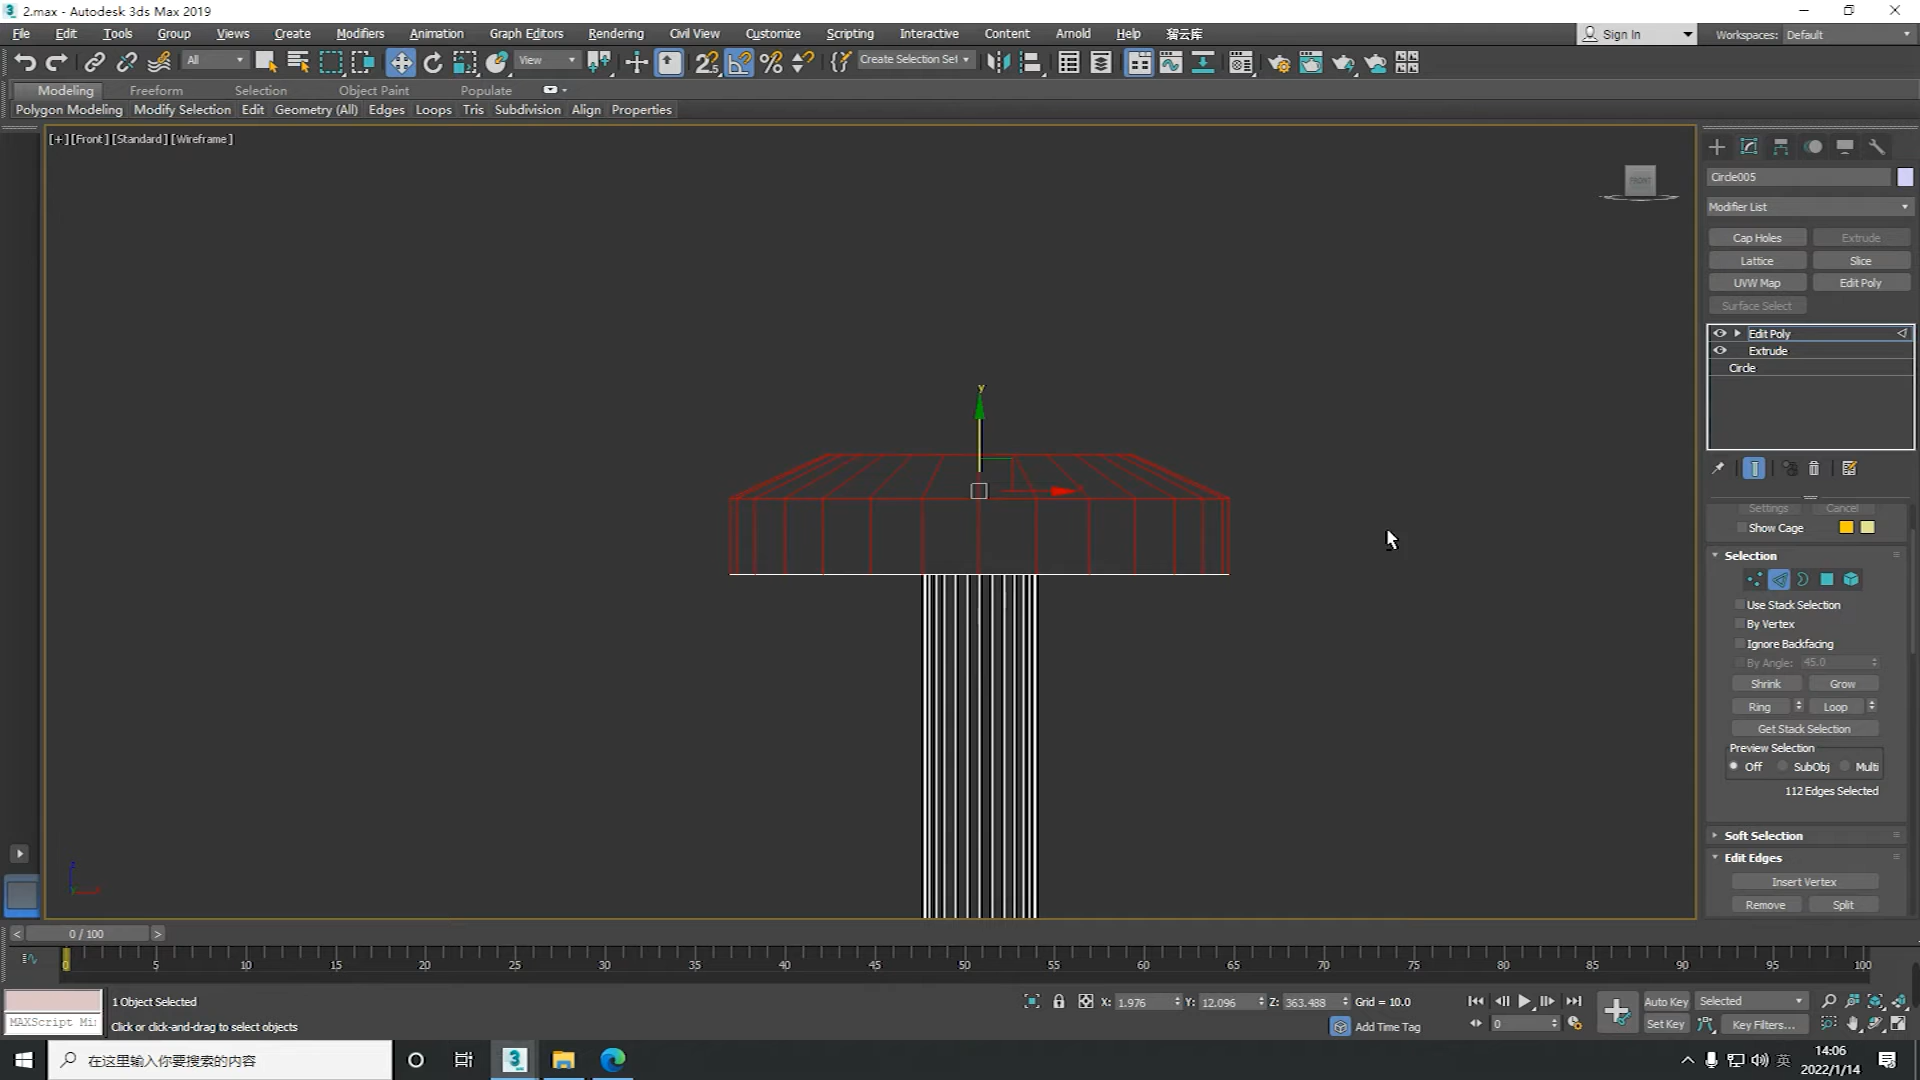 2.max - Autodesk 3ds Max 2019
File Edit Tools Group Views Create Modifiers Animation Graph Editors Rendering Civil View Customize Scripting Interactive Content Arnold Help 翁云库 Sign In Workspaces: Default
All View Create Selection Set
Modeling Freeform Selection Object Paint Populate
Polygon Modeling Modify Selection Edit Geometry (All) Edges Loops Tris Subdivision Align Properties
[+] [Front] [Standard] [Wireframe]
FRONT
y
Circle005
Modifier List
Cap Holes Extrude
Lattice Slice
UVW Map Edit Poly
Surface Select
Edit Poly
Extrude
Circle
Settings Cancel
Show Cage
Selection
Use Stack Selection
By Vertex
Ignore Backfacing
By Angle: 45.0
Shrink Grow
Ring Loop
Get Stack Selection
Preview Selection
Off SubObj Multi
112 Edges Selected
Soft Selection
Edit Edges
Insert Vertex
Remove Split
0 / 100
0 5 10 15 20 25 30 35 40 45 50 55 60 65 70 75 80 85 90 95 100
1 Object Selected X: 1.976 Y: 12.096 Z: 363.488 Grid = 10.0 Auto Key Selected
MAXScript Mi Click or click-and-drag to select objects Add Time Tag 0 Set Key Key Filters...
在这里输入你要搜索的内容 英 14:06
2022/1/14